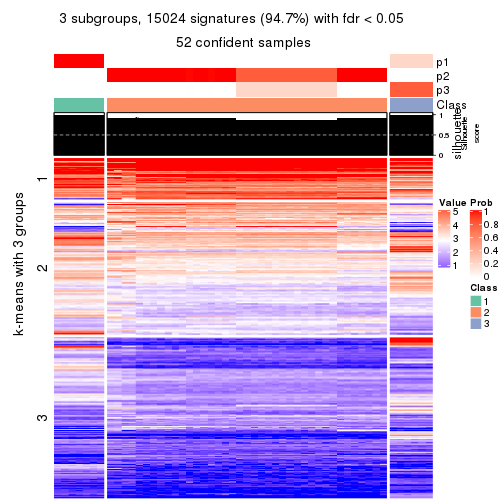 3 subgroups, 15024 signatures (94.7%) with fdr < 0.05
52 confident samples
p1
p2
p3
Class
1
0.5
0
silhouette
Silhouette
score
k-means with 3 groups
1
2
3
Value
5
4
3
2
1
Prob
1
0.8
0.6
0.4
0.2
0
Class
1
2
3